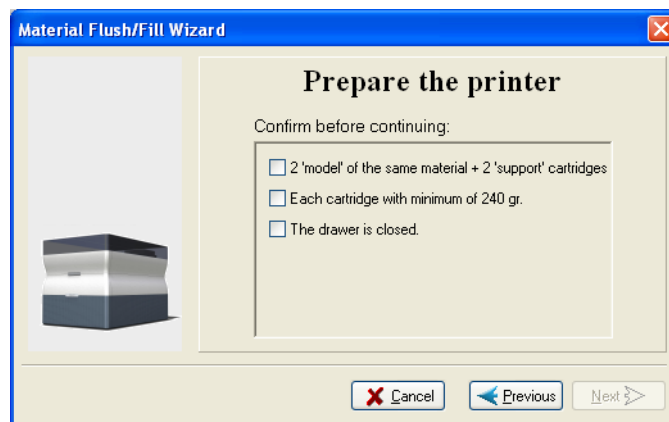 Material Flush/Fill Wizard
Prepare the printer
Confirm before continuing:
2 'model' of the same material + 2 'support' cartridges
Each cartridge with minimum of 240 gr.
The drawer is closed.
Cancel
Previous
Next